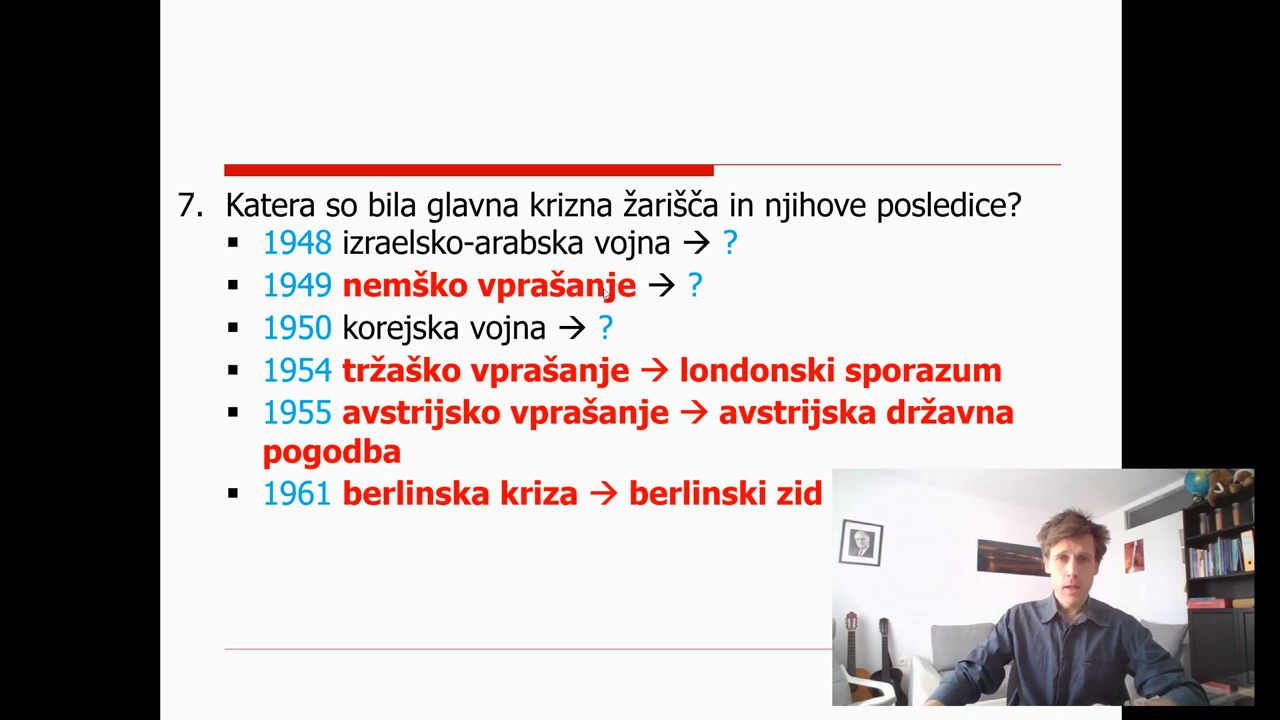 7. Katera so bila glavna krizna žarišča in njihove posledice?
▪ 1948 izraelsko-arabska vojna → ?
▪ 1949 nemško vprašanje → ?
▪ 1950 korejska vojna → ?
▪ 1954 tržaško vprašanje → londonski sporazum
▪ 1955 avstrijsko vprašanje → avstrijska državna
pogodba
▪ 1961 berlinska kriza → berlinski zid